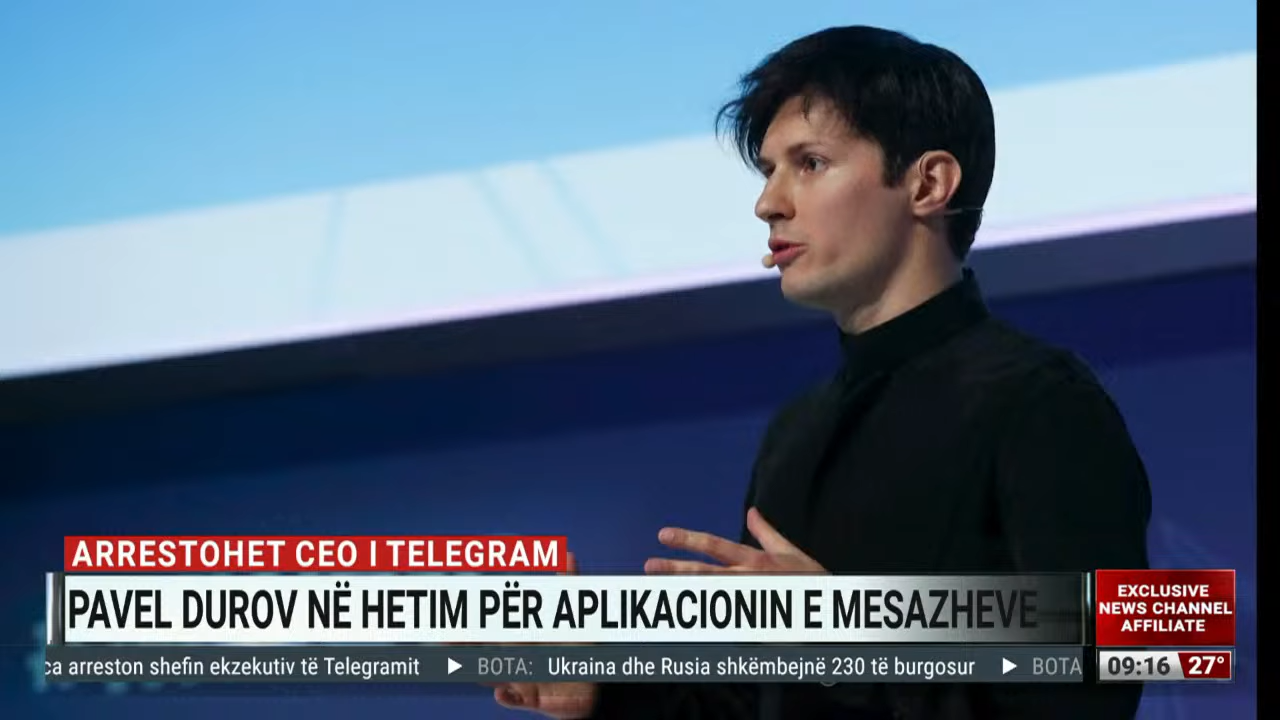 ARRESTOHET CEO I TELEGRAM
PAVEL DUROV NË HETIM PËR APLIKACIONIN E MESAZHEVE
EXCLUSIVE
NEWS CHANNEL
AFFILIATE
arreston shefin ekzekutiv të Telegramit ▶ BOTA: Ukraina dhe Rusia shkëmbejnë 230 të burgosur ▶ BOTA
09:16 27°